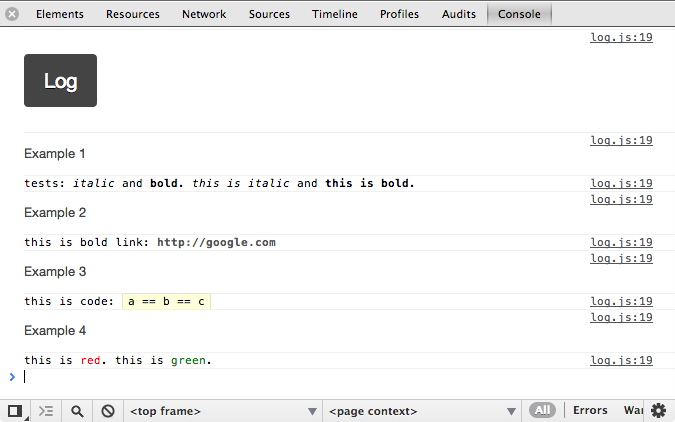 Elements Resources Network Sources Timeline Profiles Audits Console
log.js:19
Log
log.js:19
Example 1
tests: italic and bold. this is italic and this is bold. log.js:19
log.js:19
Example 2
this is bold link: http://google.com log.js:19
log.js:19
Example 3
this is code: a == b == c log.js:19
log.js:19
Example 4
this is red. this is green. log.js:19
<top frame> <page context> All Errors War